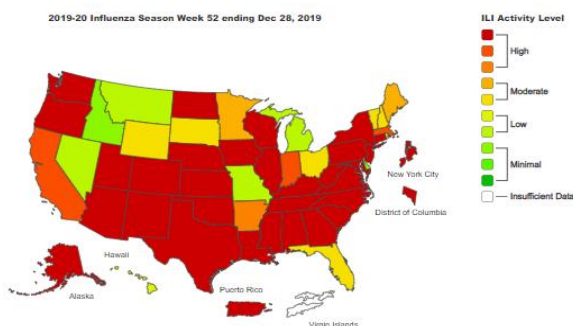 2019-20 Influenza Season Week 52 ending Dec 28, 2019
ILI Activity Level
High
Moderate
Low
Minimal
Insufficient Data
New York City
District of Columbia
Hawaii
Alaska
Puerto Rico
Virgin Islands